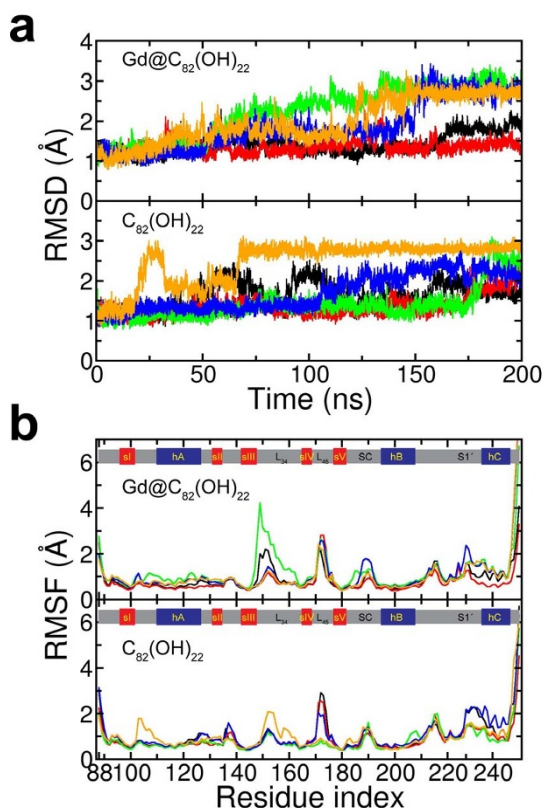 a
Gd@C82(OH)22
4
3
2
1
0
C82(OH)22
4
3
2
1
0
RMSD (Å)
0 50 100 150 200
Time (ns)
b
sI hA sII sIII L34 sIV L45 sV SC hB S1´ hC
Gd@C82(OH)22
6
4
2
0
sI hA sII sIII L34 sIV L45 sV SC hB S1´ hC
C82(OH)22
6
4
2
0
RMSF (Å)
88 100 120 140 160 180 200 220 240
Residue index